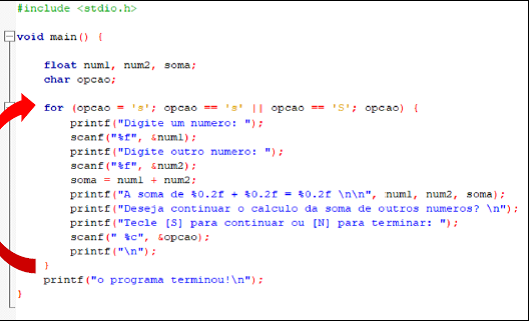 #include <stdio.h>
void main() {
float num1, num2, soma;
char opcao;
for (opcao = 's'; opcao == 's' || opcao == 'S'; opcao) {
printf("Digite um numero: ");
scanf("%f", &num1);
printf("Digite outro numero: ");
scanf("%f", &num2);
soma = num1 + num2;
printf("A soma de %0.2f + %0.2f = %0.2f \n\n", num1, num2, soma);
printf("Deseja continuar o calculo da soma de outros numeros? \n");
printf("Tecle [S] para continuar ou [N] para terminar: ");
scanf(" %c", &opcao);
printf("\n");
}
printf("o programa terminou!\n");
}